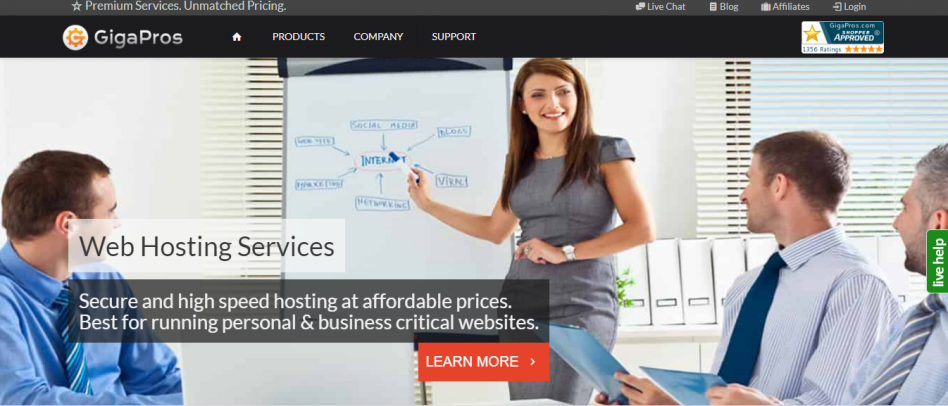 Premium Services. Unmatched Pricing.
Live Chat
Blog
Affiliates
Login
GigaPros
PRODUCTS
COMPANY
SUPPORT
GigaPros.com
SHOPPER
APPROVED
1356 Ratings
SOCIAL MEDIA
WEB SITE
BLOGS
INTERNET
MARKETING
VIRAL
NETWORKING
Web Hosting Services
Secure and high speed hosting at affordable prices.
Best for running personal & business critical websites.
LEARN MORE
live help